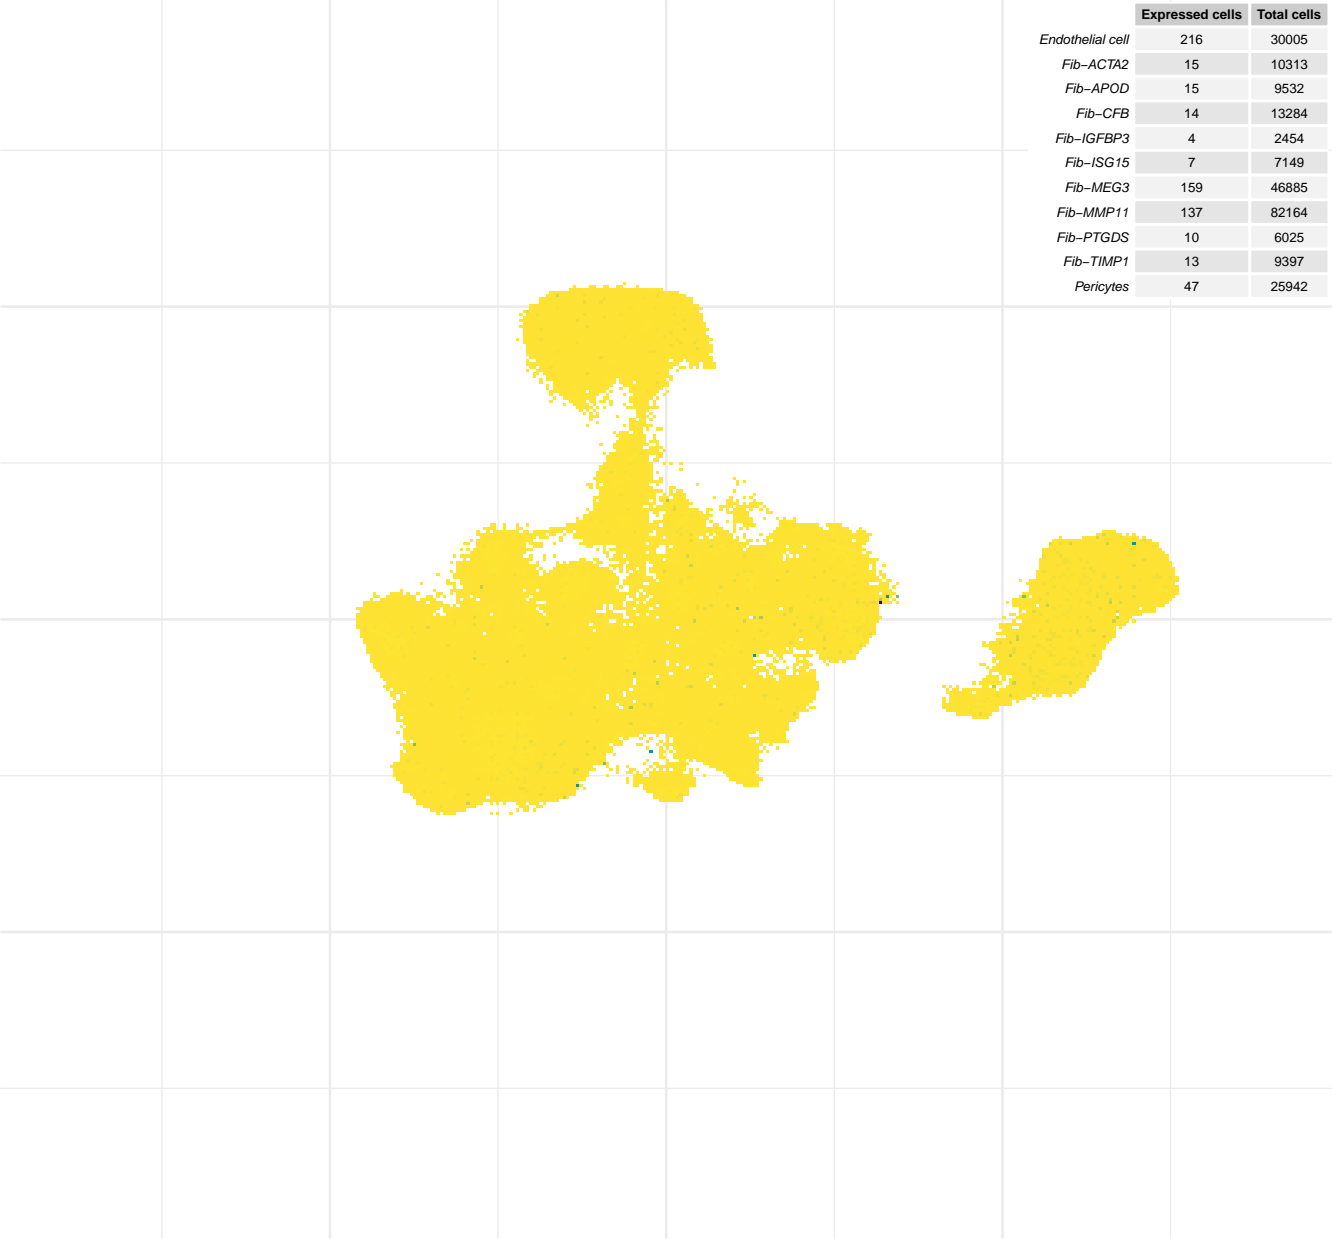 Expressed cells Total cells
Endothelial cell 216 30005
Fib−ACTA2 15 10313
Fib−APOD 15 9532
Fib−CFB 14 13284
Fib−IGFBP3 4 2454
Fib−ISG15 7 7149
Fib−MEG3 159 46885
Fib−MMP11 137 82164
Fib−PTGDS 10 6025
Fib−TIMP1 13 9397
Pericytes 47 25942